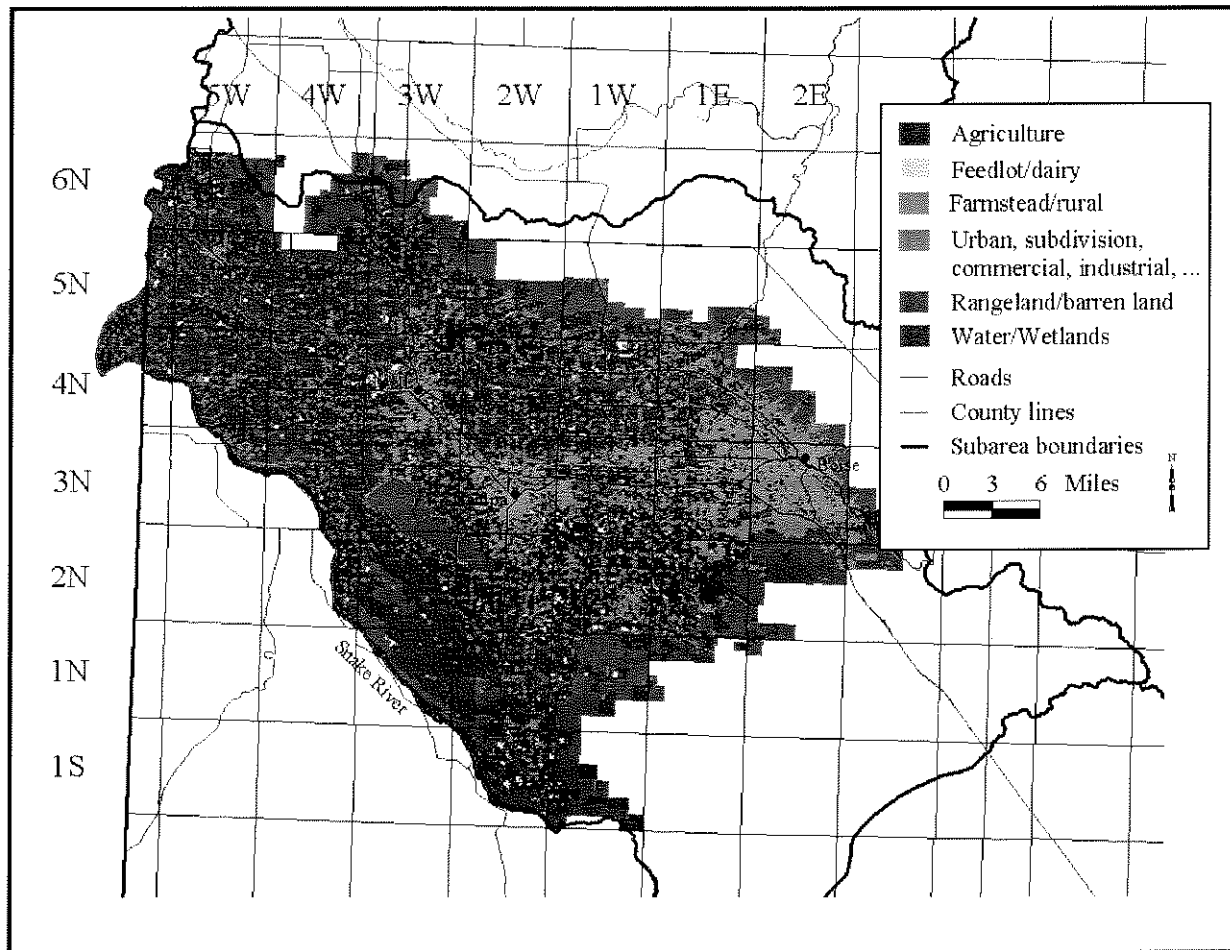 5W 4W 3W 2W 1W 1E 2E
6N
5N
4N
3N
2N
1N
1S
Agriculture
Feedlot/dairy
Farmstead/rural
Urban, subdivision,
commercial, industrial, ...
Rangeland/barren land
Water/Wetlands
Roads
County lines
Subarea boundaries
N
0 3 6 Miles
Boise
Snake River